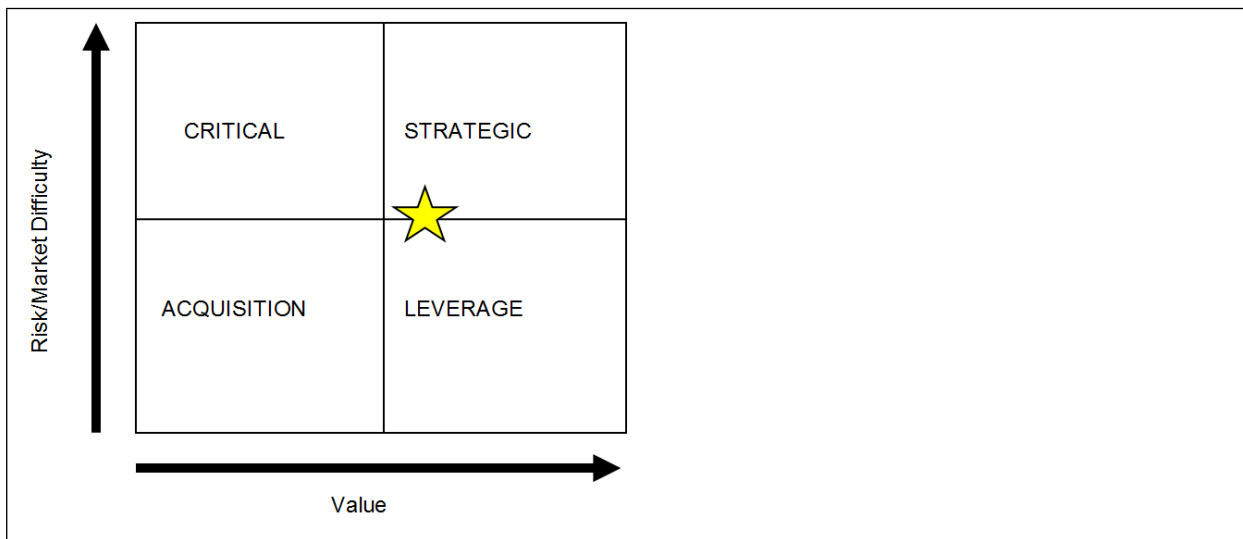 CRITICAL
STRATEGIC
Risk/Market Difficulty
ACQUISITION
LEVERAGE
Value